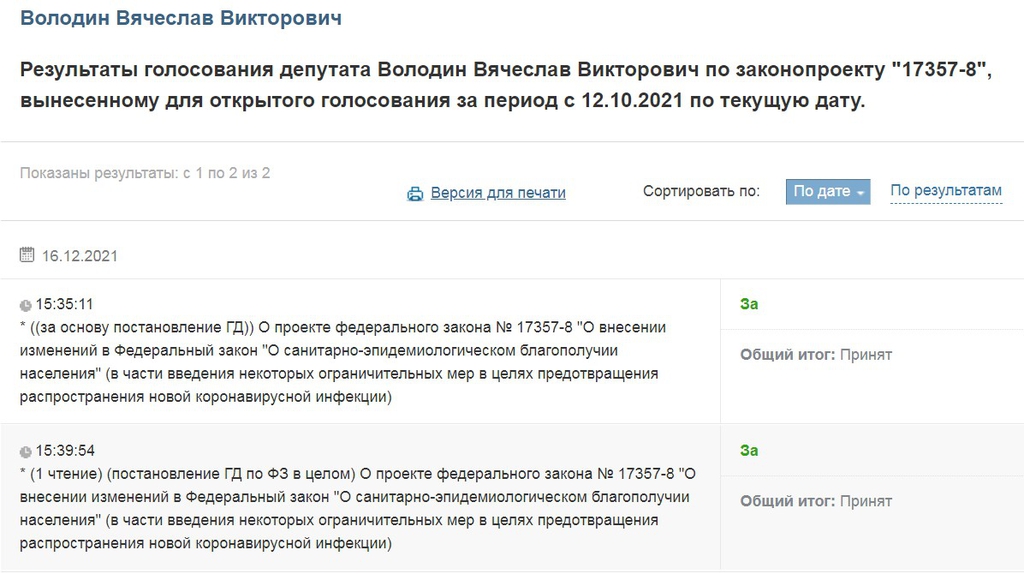 Володин Вячеслав Викторович
Результаты голосования депутата Володин Вячеслав Викторович по законопроекту "17357-8",
вынесенному для открытого голосования за период с 12.10.2021 по текущую дату.
Показаны результаты: с 1 по 2 из 2
Версия для печати
Сортировать по:
По дате
По результатам
16.12.2021
15:35:11
* ((за основу постановление ГД)) О проекте федерального закона № 17357-8 "О внесении
изменений в Федеральный закон "О санитарно-эпидемиологическом благополучии
населения" (в части введения некоторых ограничительных мер в целях предотвращения
распространения новой коронавирусной инфекции)
За
Общий итог: Принят
15:39:54
* (1 чтение) (постановление ГД по ФЗ в целом) О проекте федерального закона № 17357-8 "О
внесении изменений в Федеральный закон "О санитарно-эпидемиологическом благополучии
населения" (в части введения некоторых ограничительных мер в целях предотвращения
распространения новой коронавирусной инфекции)
За
Общий итог: Принят